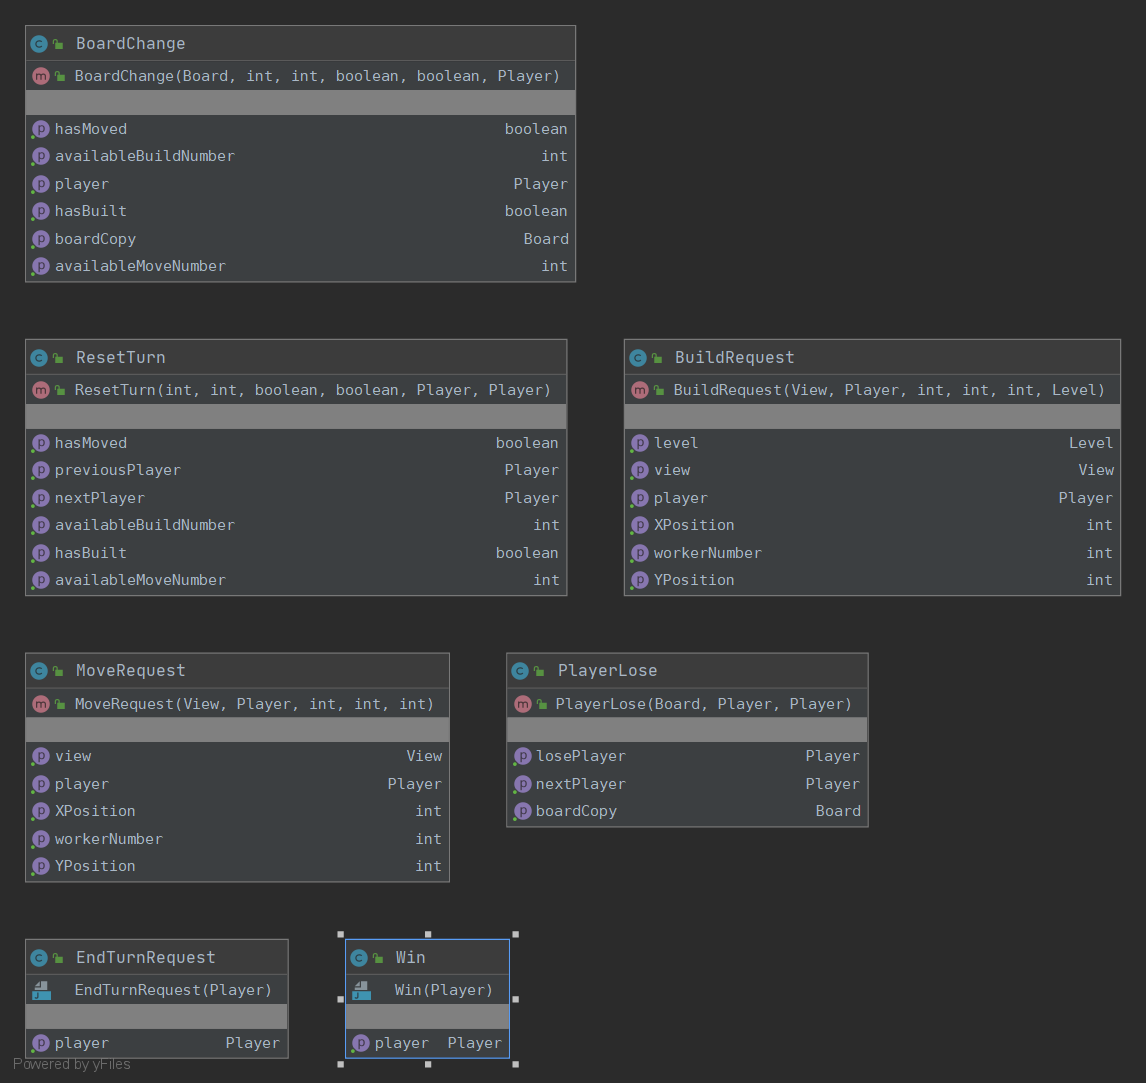 BoardChange
BoardChange(Board, int, int, boolean, boolean, Player)
hasMoved boolean
availableBuildNumber int
player Player
hasBuilt boolean
boardCopy Board
availableMoveNumber int
ResetTurn
ResetTurn(int, int, boolean, boolean, Player, Player)
hasMoved boolean
previousPlayer Player
nextPlayer Player
availableBuildNumber int
hasBuilt boolean
availableMoveNumber int
BuildRequest
BuildRequest(View, Player, int, int, int, Level)
level Level
view View
player Player
XPosition int
workerNumber int
YPosition int
MoveRequest
MoveRequest(View, Player, int, int, int)
view View
player Player
XPosition int
workerNumber int
YPosition int
PlayerLose
PlayerLose(Board, Player, Player)
losePlayer Player
nextPlayer Player
boardCopy Board
EndTurnRequest
EndTurnRequest(Player)
player Player
Win
Win(Player)
player Player
Powered by yFiles